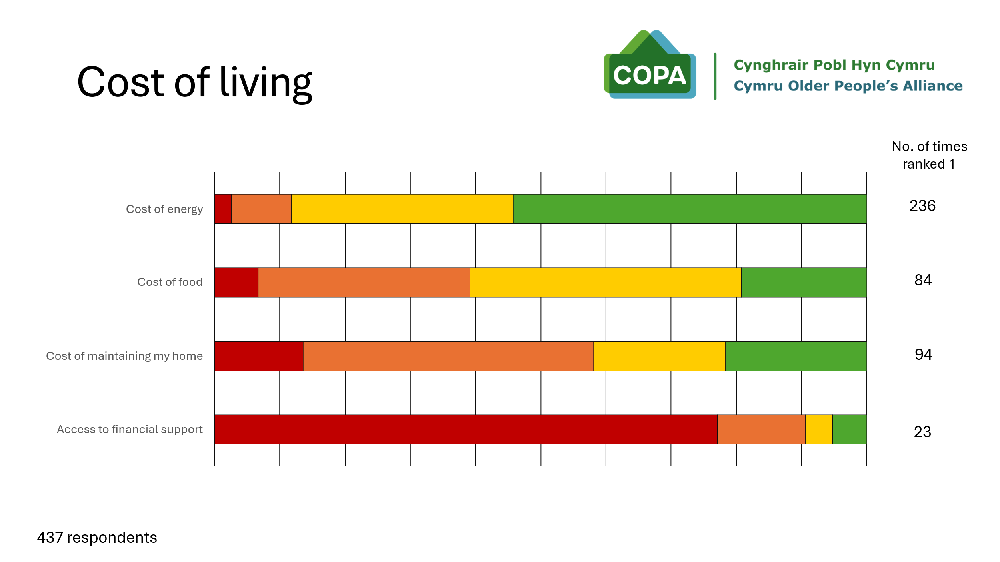 Cost of living
COPA
Cynghrair Pobl Hyn Cymru
Cymru Older People’s Alliance
No. of times
ranked 1
Cost of energy
236
Cost of food
84
Cost of maintaining my home
94
Access to financial support
23
437 respondents